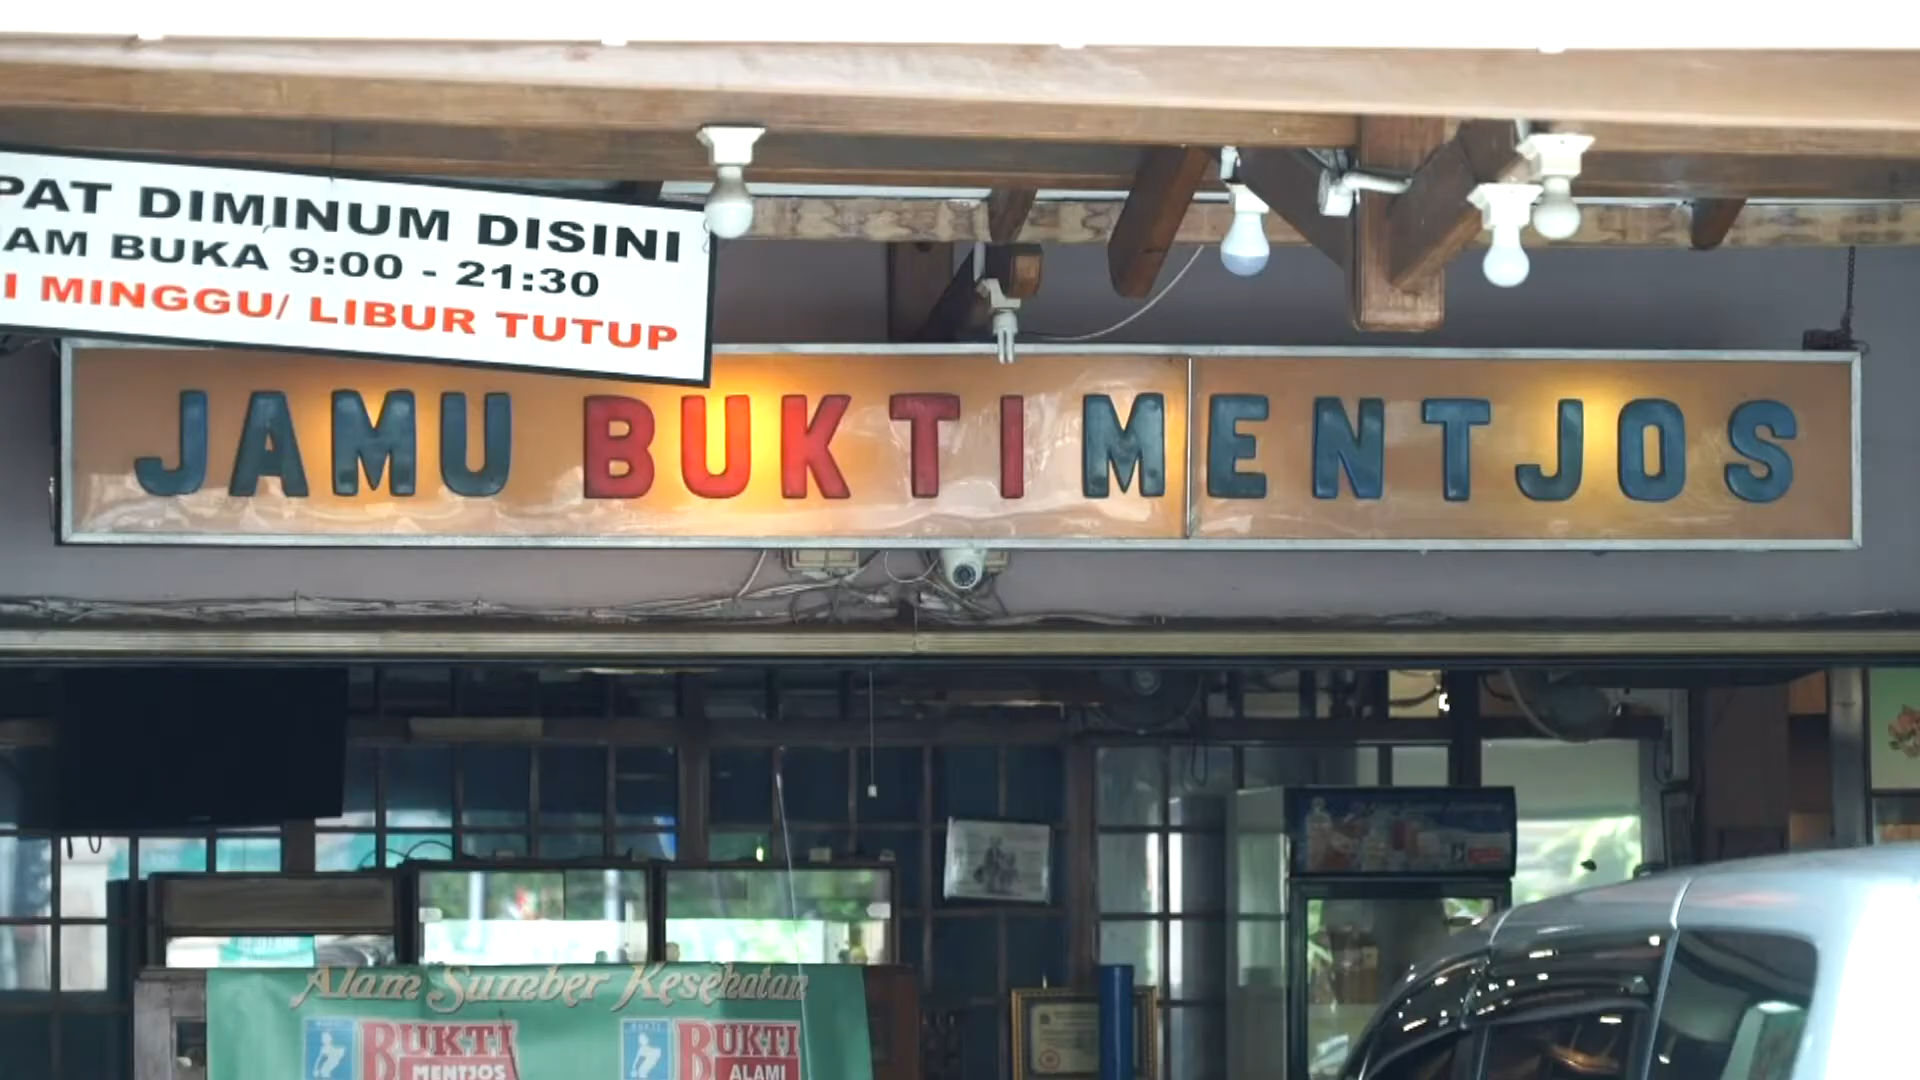 PAT DIMINUM DISINI
AM BUKA 9:00 - 21:30
I MINGGU/ LIBUR TUTUP
JAMU BUKTI MENTJOS
Alam Sumber Kesehatan
BUKTI
MENTJOS
BUKTI
ALAMI